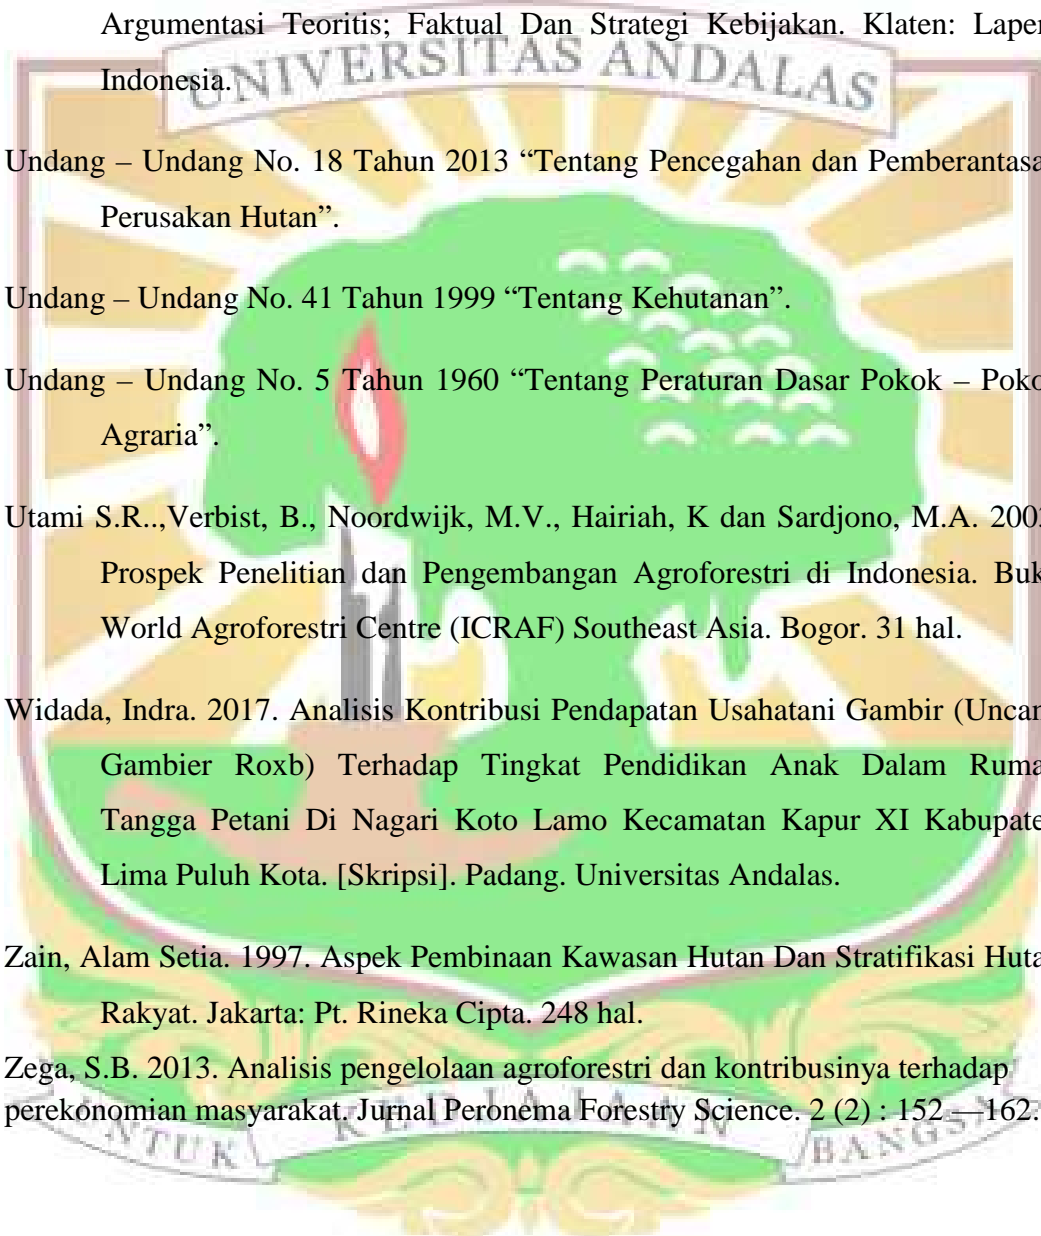 Argumentasi Teoritis; Faktual Dan Strategi Kebijakan. Klaten: Laper
Indonesia.
UNIVERSITAS ANDALAS
Undang – Undang No. 18 Tahun 2013 “Tentang Pencegahan dan Pemberantasa
Perusakan Hutan”.
Undang – Undang No. 41 Tahun 1999 “Tentang Kehutanan”.
Undang – Undang No. 5 Tahun 1960 “Tentang Peraturan Dasar Pokok – Poko
Agraria”.
Utami S.R..,Verbist, B., Noordwijk, M.V., Hairiah, K dan Sardjono, M.A. 2003
Prospek Penelitian dan Pengembangan Agroforestri di Indonesia. Buk
World Agroforestri Centre (ICRAF) Southeast Asia. Bogor. 31 hal.
Widada, Indra. 2017. Analisis Kontribusi Pendapatan Usahatani Gambir (Uncar
Gambier Roxb) Terhadap Tingkat Pendidikan Anak Dalam Ruma
Tangga Petani Di Nagari Koto Lamo Kecamatan Kapur XI Kabupate
Lima Puluh Kota. [Skripsi]. Padang. Universitas Andalas.
Zain, Alam Setia. 1997. Aspek Pembinaan Kawasan Hutan Dan Stratifikasi Huta
Rakyat. Jakarta: Pt. Rineka Cipta. 248 hal.
Zega, S.B. 2013. Analisis pengelolaan agroforestri dan kontribusinya terhadap
perekonomian masyarakat. Jurnal Peronema Forestry Science. 2 (2) : 152—162.
UNTUK KEDJAJAAN BANGSA